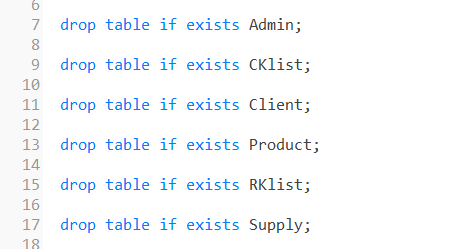 6
7 drop table if exists Admin;
8
9 drop table if exists CKlist;
10
11 drop table if exists Client;
12
13 drop table if exists Product;
14
15 drop table if exists RKlist;
16
17 drop table if exists Supply;
18